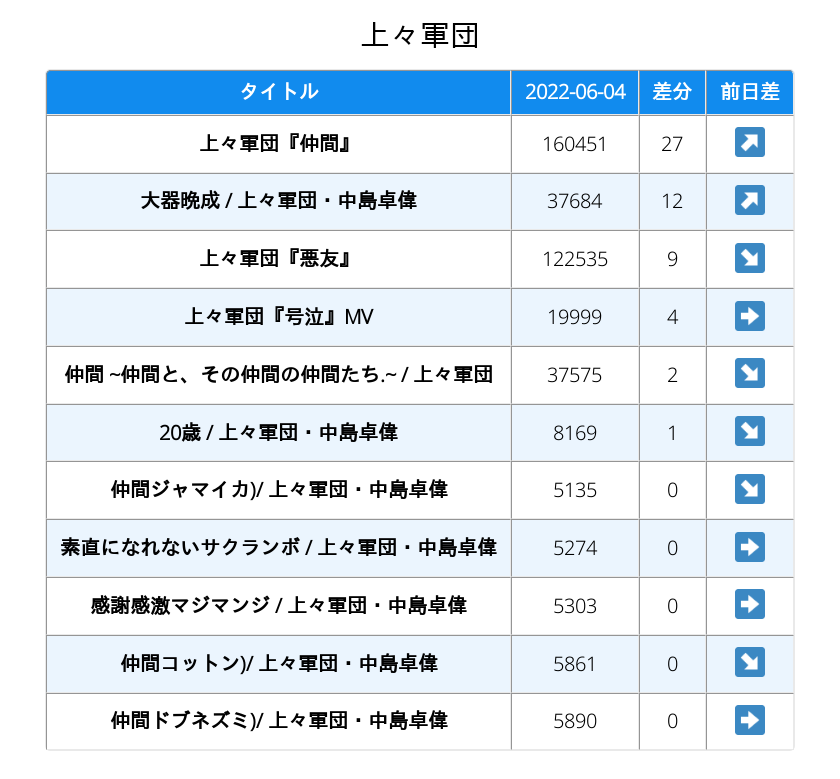 上々軍団
タイトル 2022-06-04 差分 前日差
上々軍団『仲間』 160451 27 ↗
大器晩成 / 上々軍団・中島卓偉 37684 12 ↗
上々軍団『悪友』 122535 9 ↘
上々軍団『号泣』MV 19999 4 ➡
仲間 ~仲間と、その仲間の仲間たち.~ / 上々軍団 37575 2 ↘
20歳 / 上々軍団・中島卓偉 8169 1 ↘
仲間ジャマイカ)/ 上々軍団・中島卓偉 5135 0 ↘
素直になれないサクランボ / 上々軍団・中島卓偉 5274 0 ➡
感謝感激マジマンジ / 上々軍団・中島卓偉 5303 0 ➡
仲間コットン)/ 上々軍団・中島卓偉 5861 0 ↘
仲間ドブネズミ)/ 上々軍団・中島卓偉 5890 0 ➡